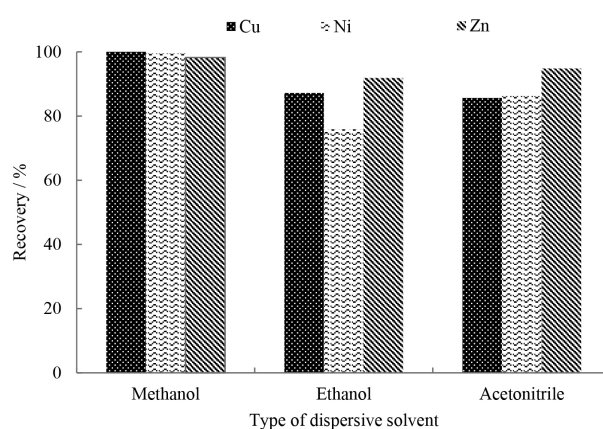 Cu Ni Zn
100
80
60
40
20
0
Recovery / %
Methanol Ethanol Acetonitrile
Type of dispersive solvent